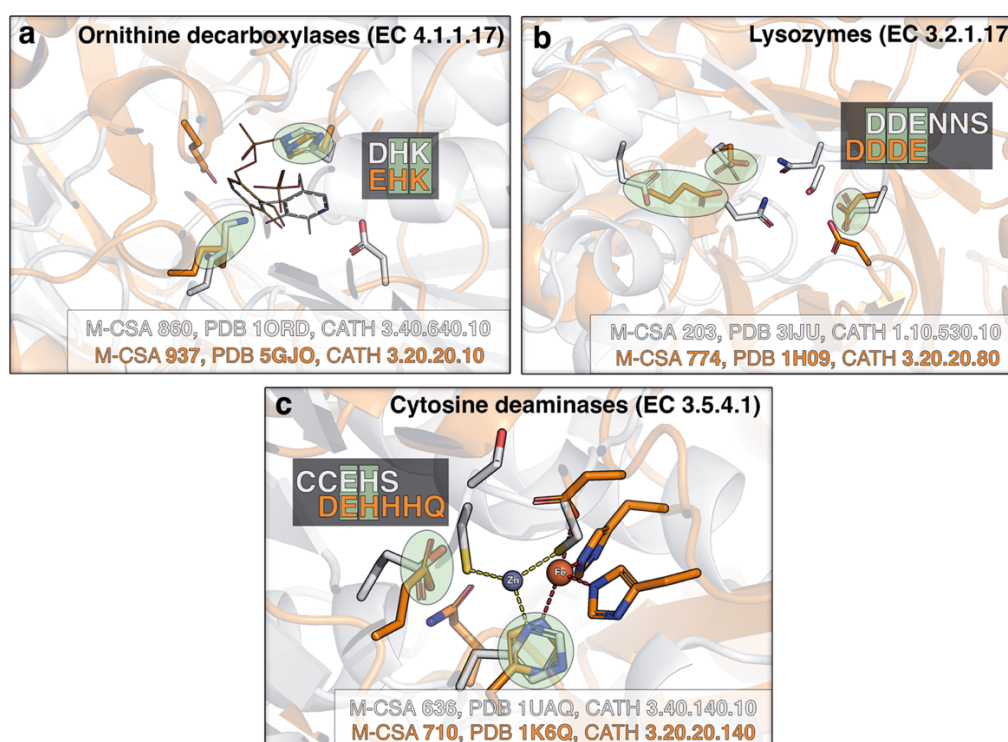 a
Ornithine decarboxylases (EC 4.1.1.17)
DHK
EHK
M-CSA 860, PDB 1ORD, CATH 3.40.640.10
M-CSA 937, PDB 5GJO, CATH 3.20.20.10
b
Lysozymes (EC 3.2.1.17
DDENNS
DDDE
M-CSA 203, PDB 3IJU, CATH 1.10.530.10
M-CSA 774, PDB 1H09, CATH 3.20.20.80
c
Cytosine deaminases (EC 3.5.4.1)
CCEHS
DEHHHQ
Zn
Fe
M-CSA 636, PDB 1UAQ, CATH 3.40.140.10
M-CSA 710, PDB 1K6Q, CATH 3.20.20.140